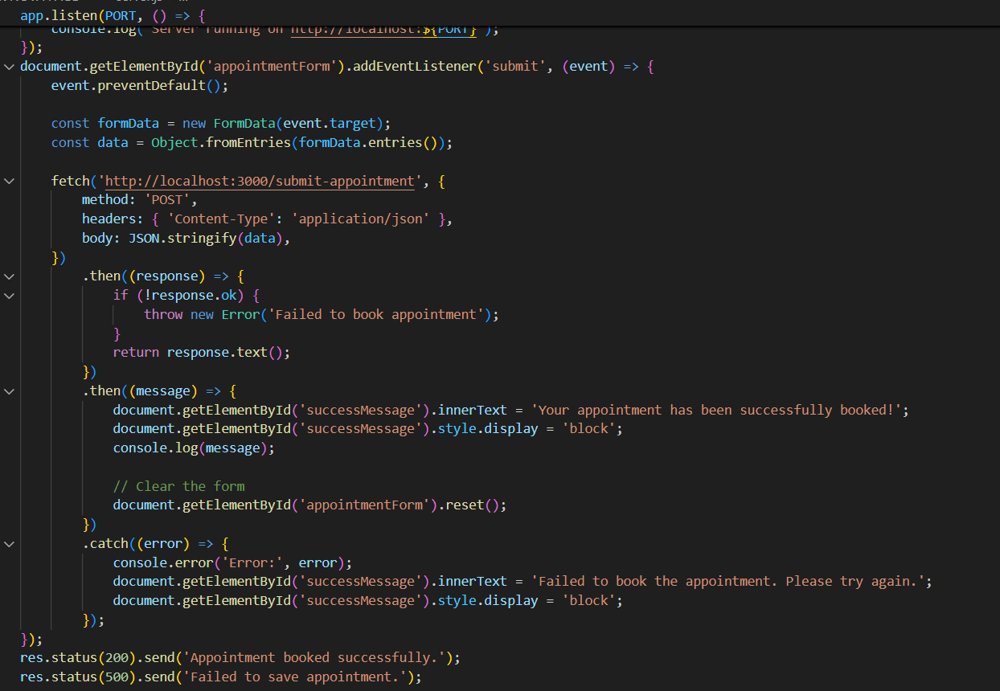 app.listen(PORT, () => {
    console.log(`Server running on http://localhost:${PORT}`);
});
document.getElementById('appointmentForm').addEventListener('submit', (event) => {
    event.preventDefault();

    const formData = new FormData(event.target);
    const data = Object.fromEntries(formData.entries());

    fetch('http://localhost:3000/submit-appointment', {
        method: 'POST',
        headers: { 'Content-Type': 'application/json' },
        body: JSON.stringify(data),
    })
        .then((response) => {
            if (!response.ok) {
                throw new Error('Failed to book appointment');
            }
            return response.text();
        })
        .then((message) => {
            document.getElementById('successMessage').innerText = 'Your appointment has been successfully booked!';
            document.getElementById('successMessage').style.display = 'block';
            console.log(message);

            // Clear the form
            document.getElementById('appointmentForm').reset();
        })
        .catch((error) => {
            console.error('Error:', error);
            document.getElementById('successMessage').innerText = 'Failed to book the appointment. Please try again.';
            document.getElementById('successMessage').style.display = 'block';
        });
});
res.status(200).send('Appointment booked successfully.');
res.status(500).send('Failed to save appointment.');